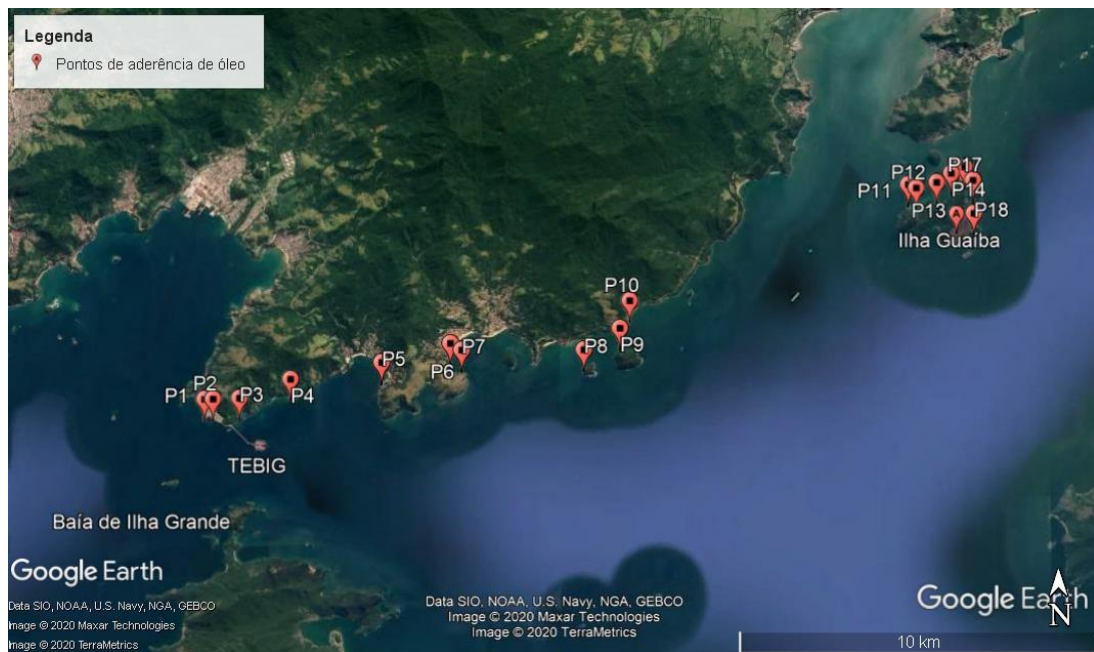 Legenda
Pontos de aderência de óleo
P17
P12
P11
P14
P13
P18
Ilha Guaíba
P10
P9
P8
P7
P6
P5
P4
P3
P2
P1
TEBIG
Baía de Ilha Grande
Google Earth
Data SIO, NOAA, U.S. Navy, NGA, GEBCO
Image © 2020 Maxar Technologies
Image © 2020 TerraMetrics
Data SIO, NOAA, U.S. Navy, NGA, GEBCO
Image © 2020 Maxar Technologies
Image © 2020 TerraMetrics
Google Earth
N
10 km